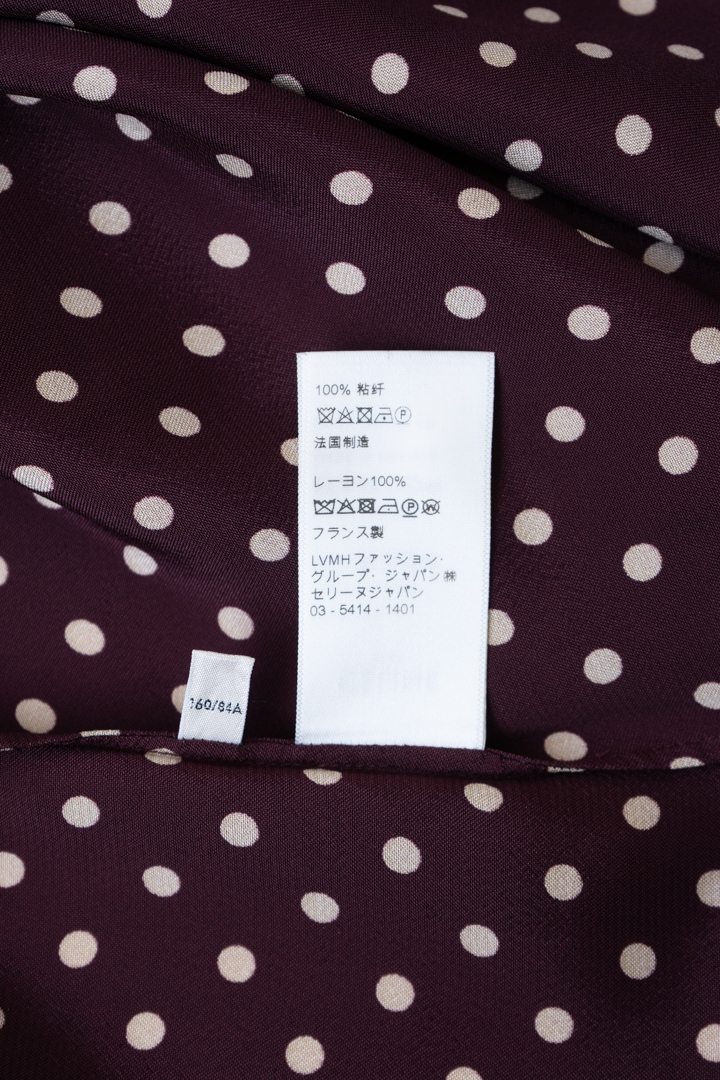 100% 粘纤
法国制造
レーヨン100%
フランス製
LVMHファッション·
グループ· ジャパン㈱
セリーヌジャパン
03 - 5414 - 1401
160/84A